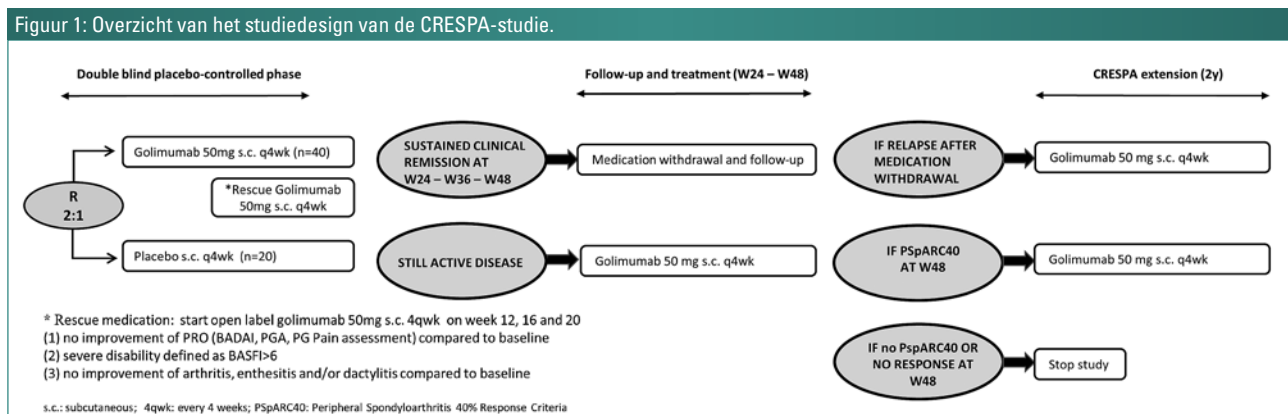 Figuur 1: Overzicht van het studiedesign van de CRESPA-studie.
Double blind placebo-controlled phase
Golimumab 50mg s.c. q4wk (n=40)
*Rescue Golimumab
50mg s.c. q4wk
R
2:1
Placebo s.c. q4wk (n=20)
Follow-up and treatment (W24 – W48)
SUSTAINED CLINICAL
REMISSION AT
W24 – W36 – W48
Medication withdrawal and follow-up
STILL ACTIVE DISEASE
Golimumab 50 mg s.c. q4wk
CRESPA extension (2y)
IF RELAPSE AFTER
MEDICATION
WITHDRAWAL
Golimumab 50 mg s.c. q4wk
IF PSpARC40
AT W48
Golimumab 50 mg s.c. q4wk
IF no PspARC40 OR
NO RESPONSE AT
W48
Stop study
* Rescue medication: start open label golimumab 50mg s.c. 4qwk on week 12, 16 and 20
(1) no improvement of PRO (BADAI, PGA, PG Pain assessment) compared to baseline
(2) severe disability defined as BASFI>6
(3) no improvement of arthritis, enthesitis and/or dactylitis compared to baseline
s.c.: subcutaneous; 4qwk: every 4 weeks; PSpARC40: Peripheral Spondyloarthritis 40% Response Criteria